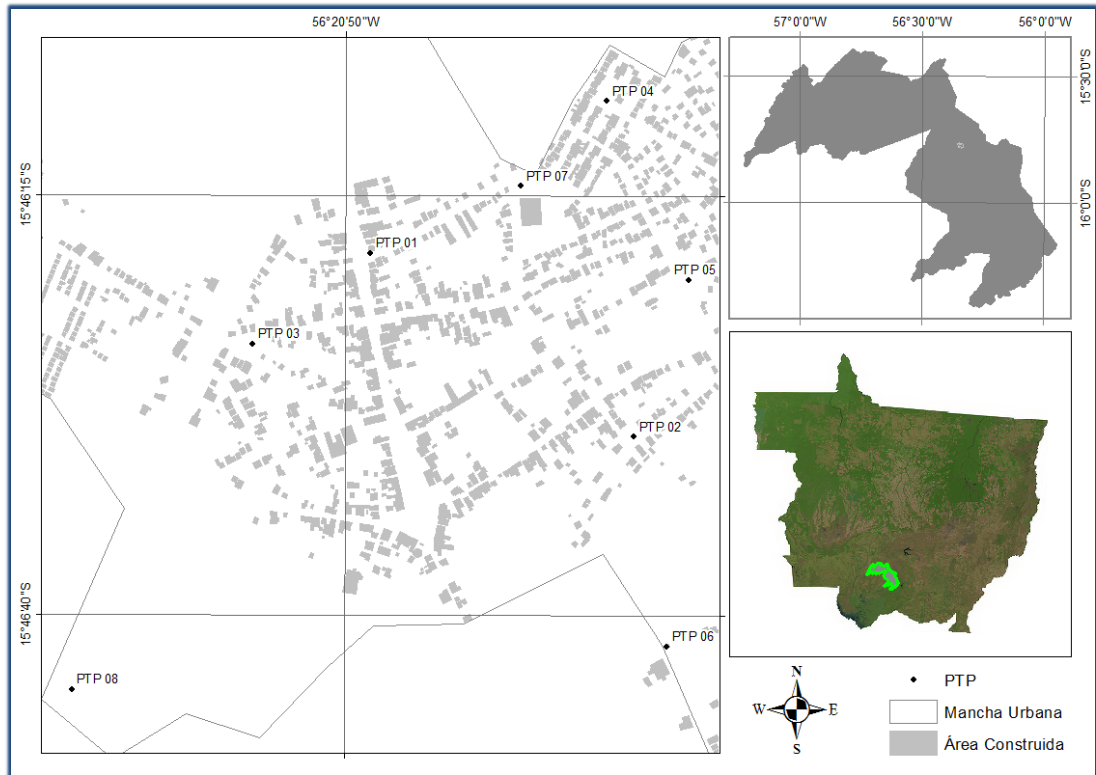 56°20'50"W
57°0'0"W
56°30'0"W
56°0'0"W
15°46'15"S
15°46'40"S
15°30'0"S
16°0'0"S
PTP 04
PTP 07
PTP 01
PTP 05
PTP 03
PTP 02
PTP 06
PTP 08
N
W
E
S
PTP
Mancha Urbana
Área Construida